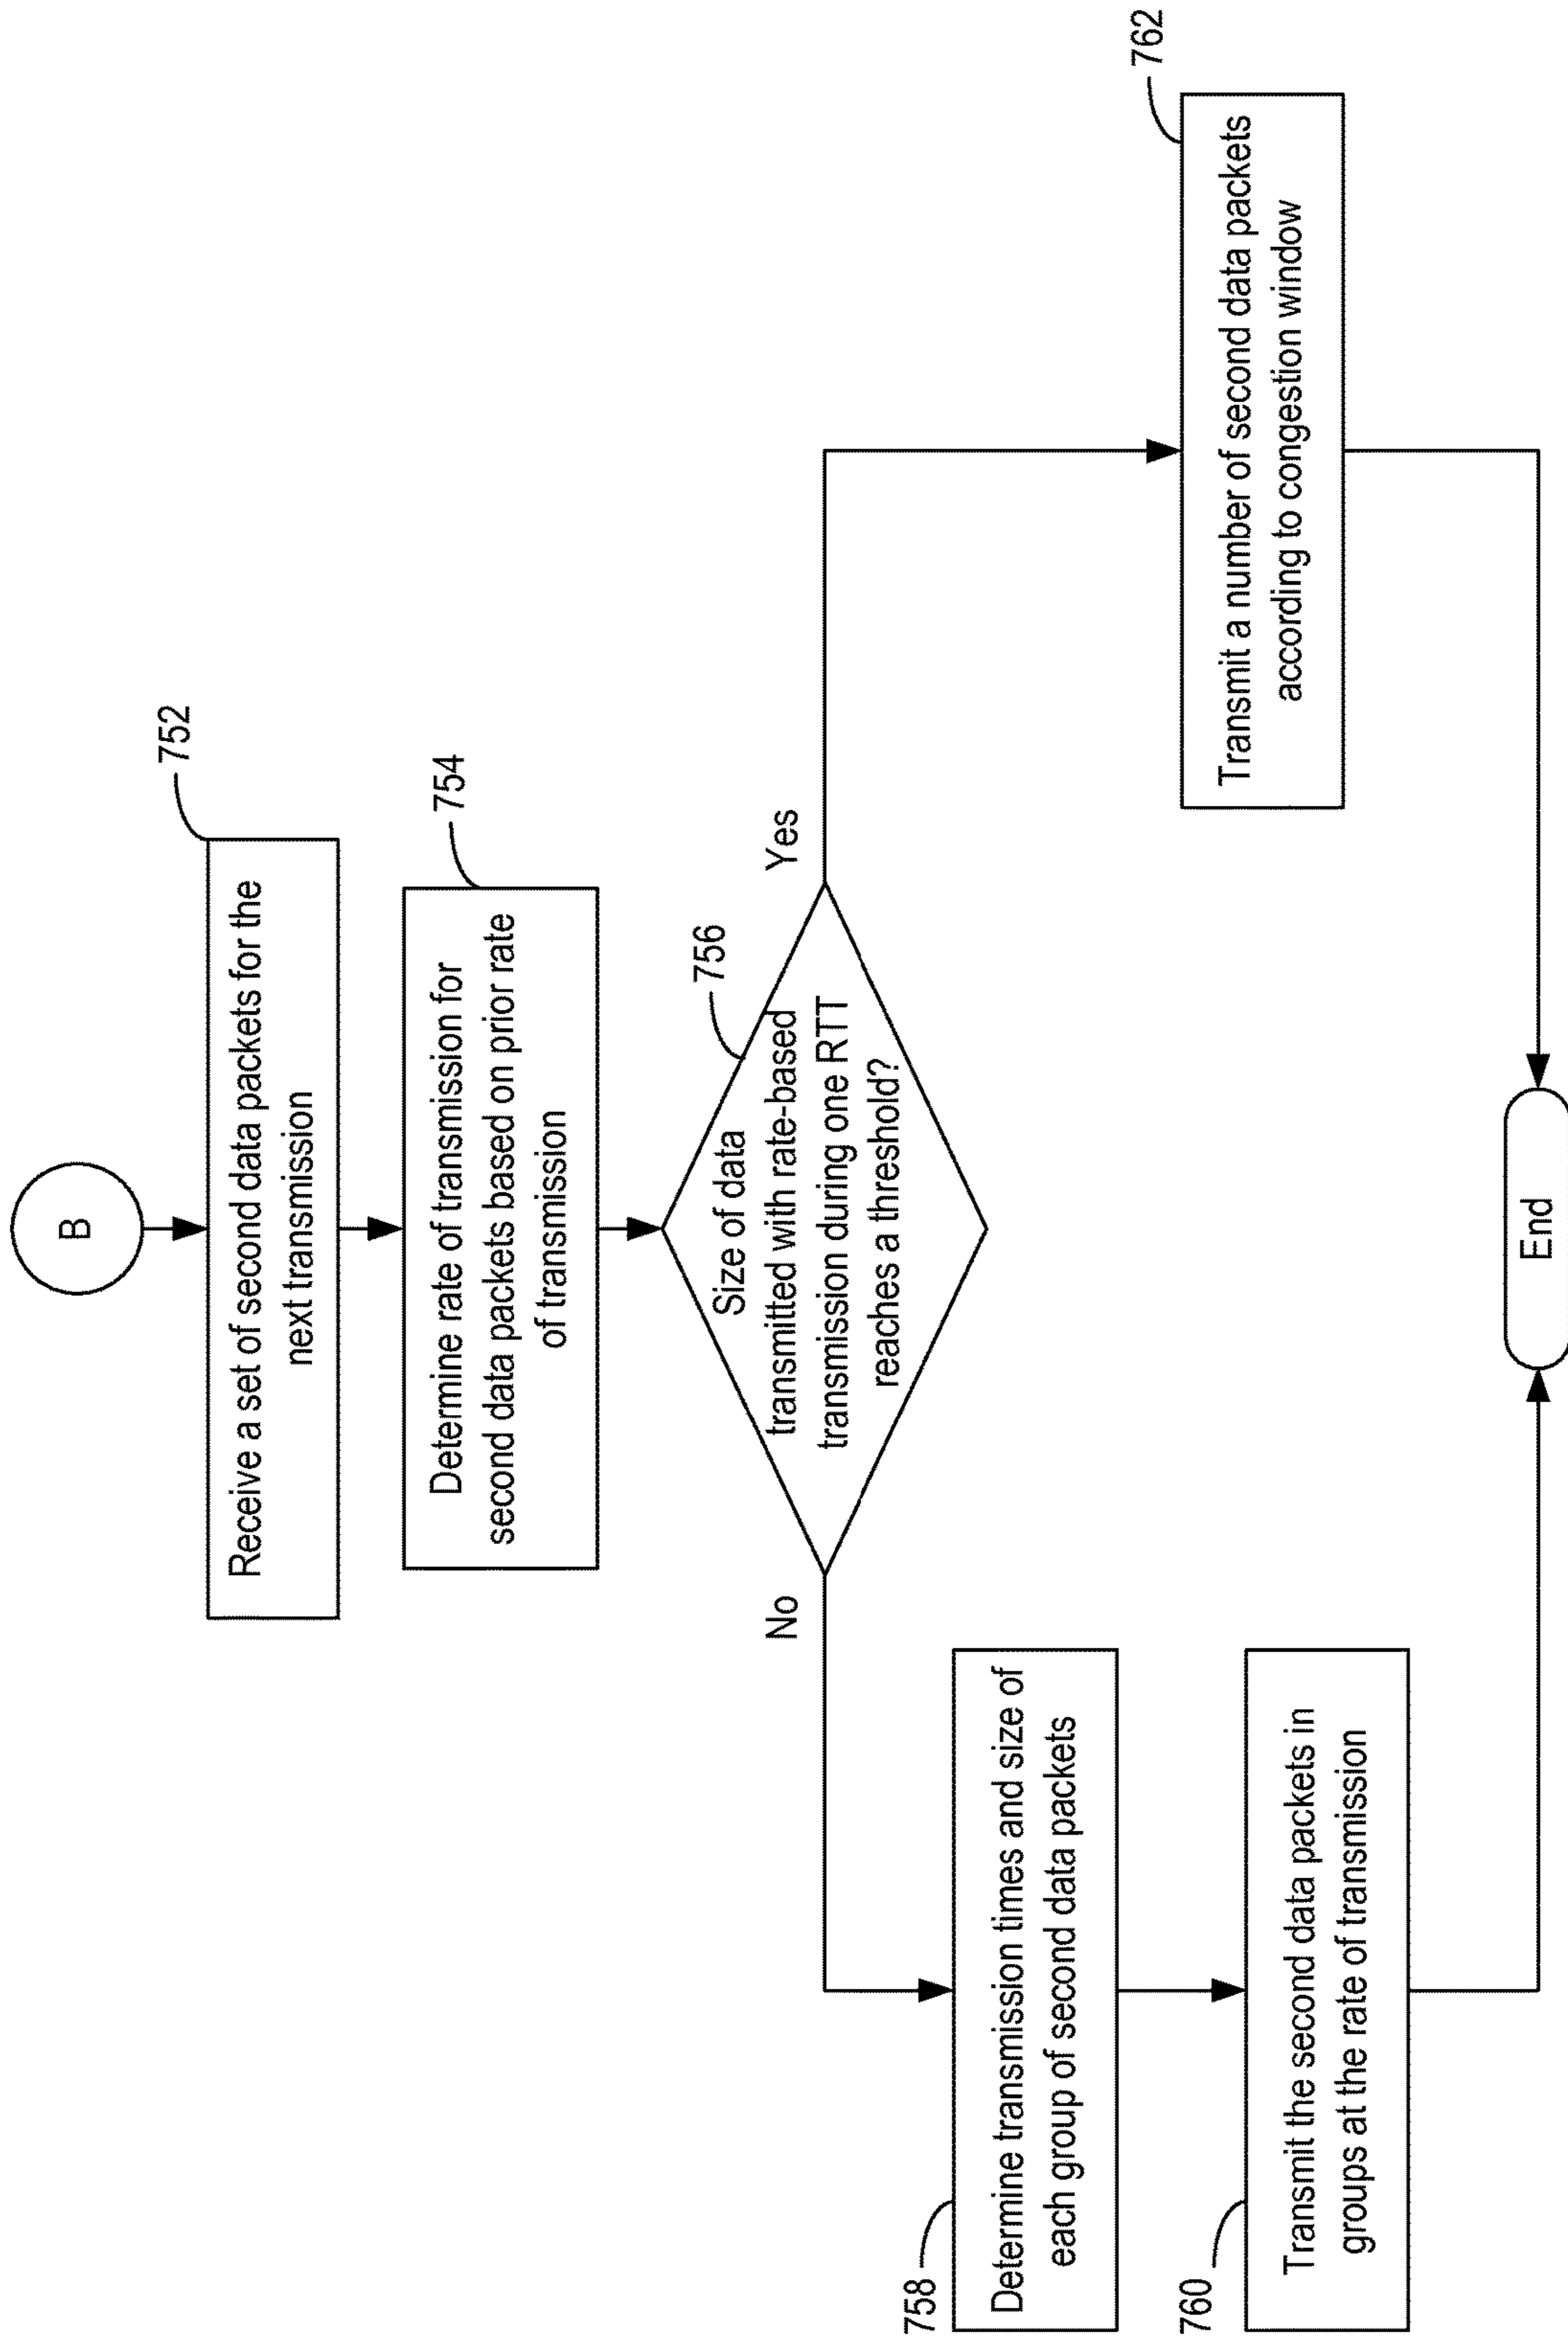 B
752
Receive a set of second data packets for the
next transmission
754
Determine rate of transmission for
second data packets based on prior rate
of transmission
756
Size of data
transmitted with rate-based
transmission during one RTT
reaches a threshold?
No
Yes
758
Determine transmission times and size of
each group of second data packets
760
Transmit the second data packets in
groups at the rate of transmission
762
Transmit a number of second data packets
according to congestion window
End